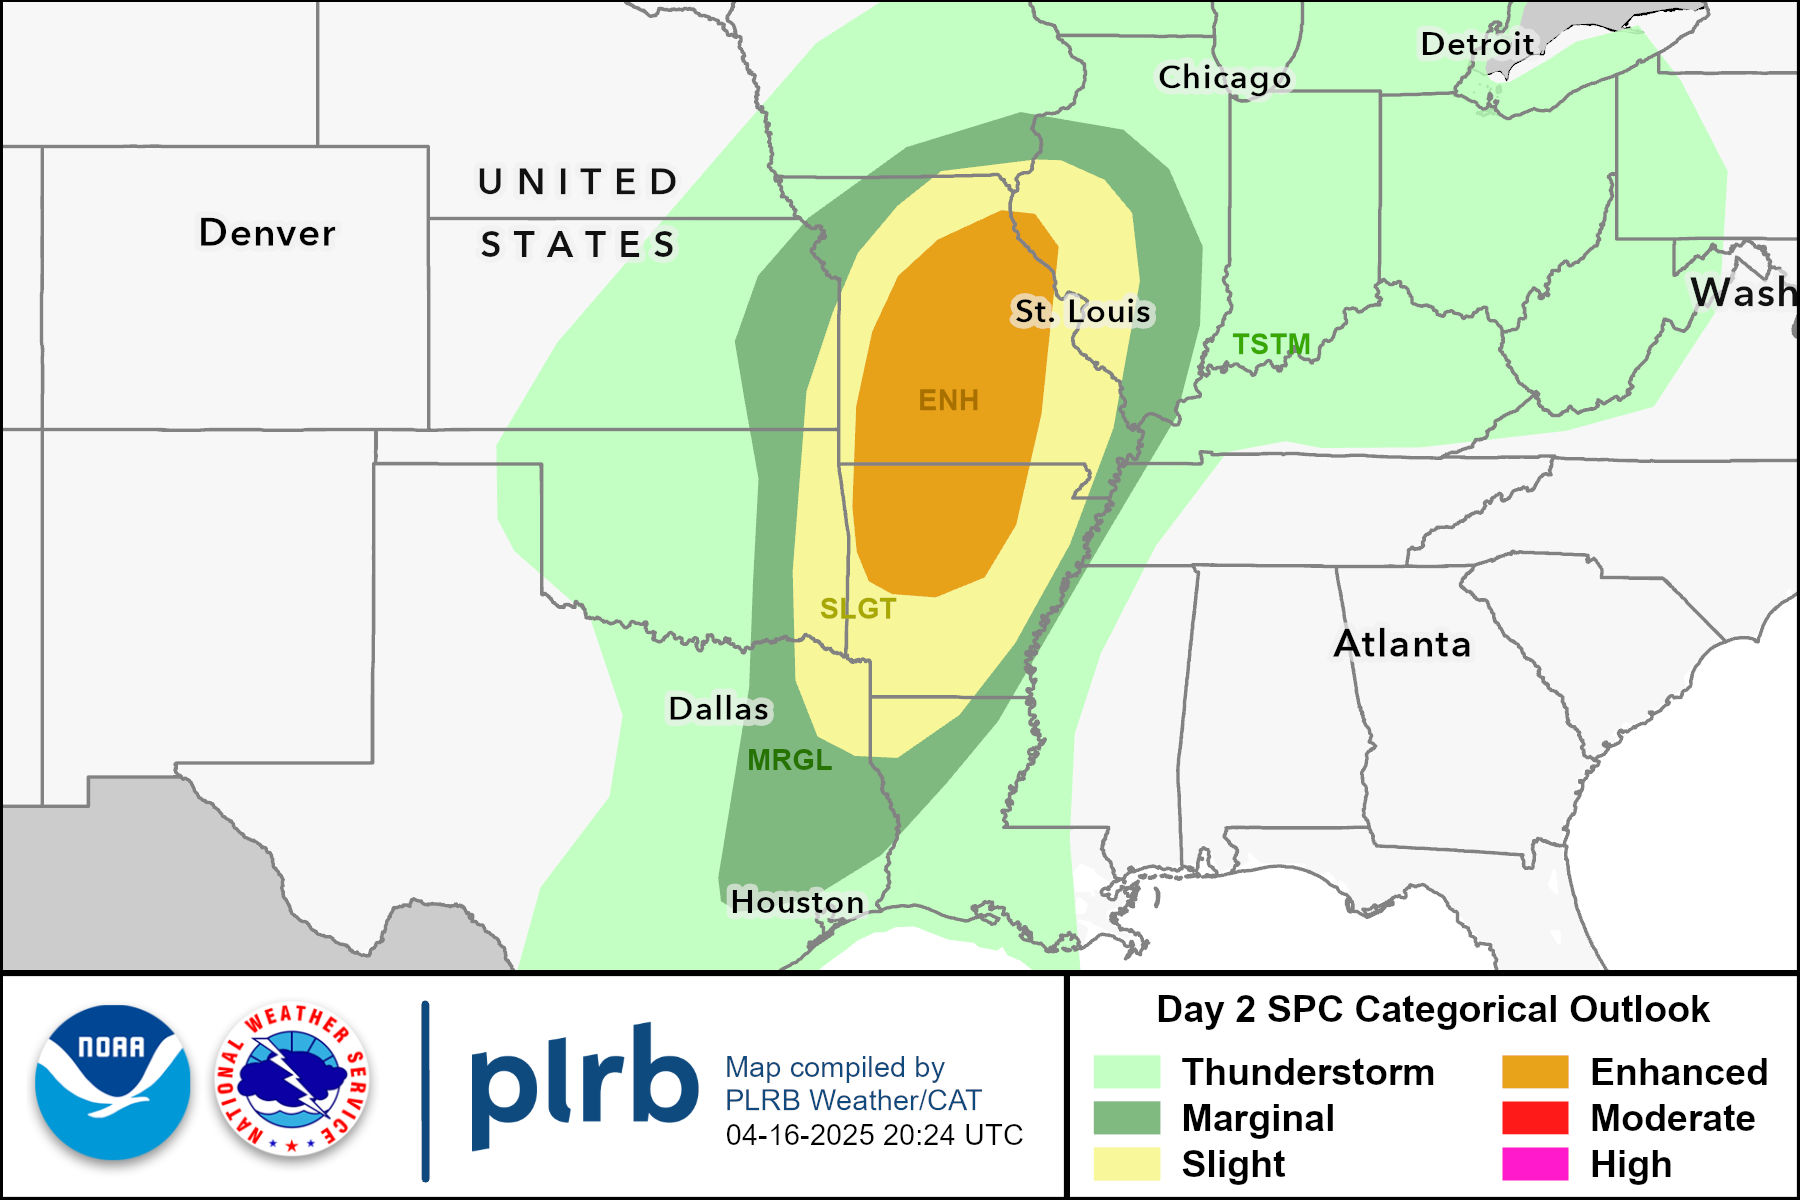 Detroit
Chicago
UNITED
STATES
Denver
Wash
St. Louis
TSTM
ENH
SLGT
Atlanta
Dallas
MRGL
Houston
NOAA
NATIONAL WEATHER SERVICE
plrb
Map compiled by
PLRB Weather/CAT
04-16-2025 20:24 UTC
Day 2 SPC Categorical Outlook
Thunderstorm
Marginal
Slight
Enhanced
Moderate
High